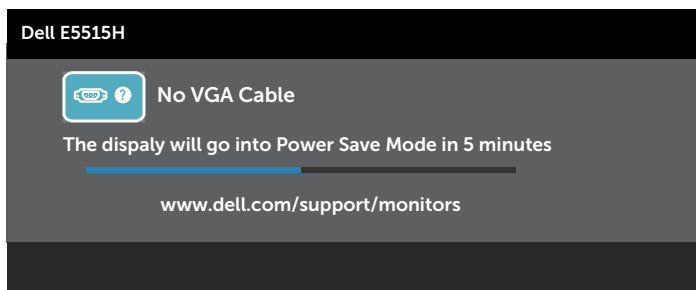 Dell E5515H
No VGA Cable
The dispaly will go into Power Save Mode in 5 minutes
www.dell.com/support/monitors